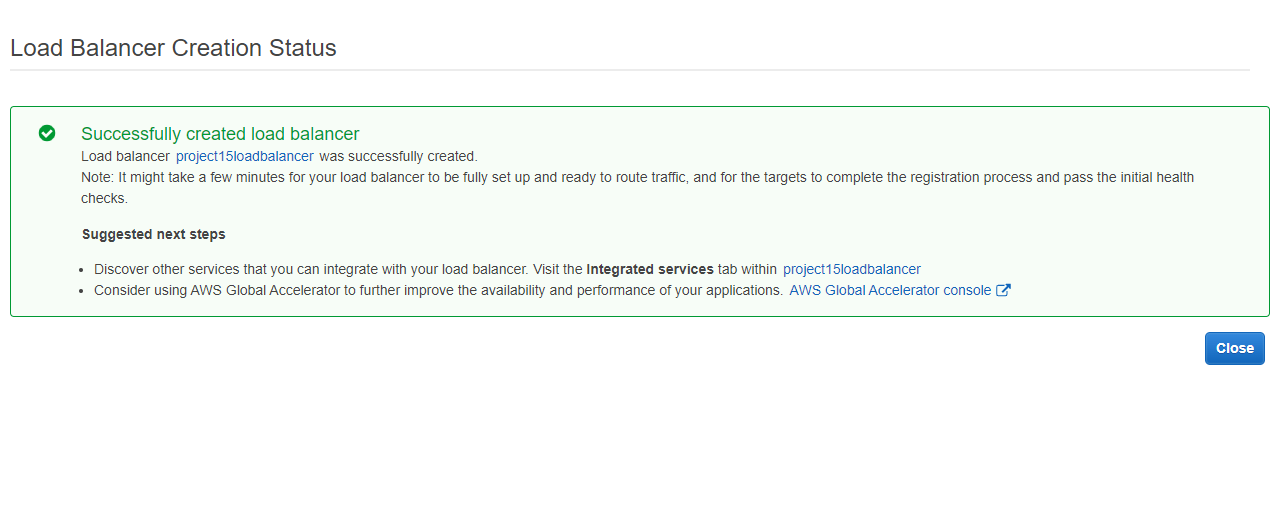 Load Balancer Creation Status
Successfully created load balancer
Load balancer project15loadbalancer was successfully created.
Note: It might take a few minutes for your load balancer to be fully set up and ready to route traffic, and for the targets to complete the registration process and pass the initial health
checks.
Suggested next steps
• Discover other services that you can integrate with your load balancer. Visit the Integrated services tab within project15loadbalancer
• Consider using AWS Global Accelerator to further improve the availability and performance of your applications. AWS Global Accelerator console
Close